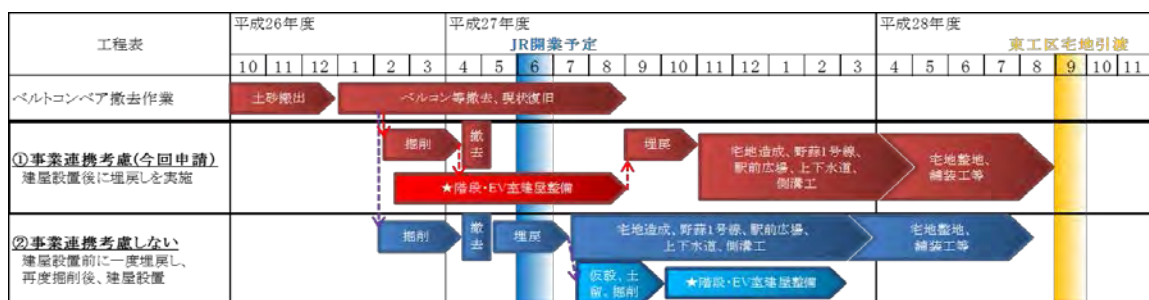 工程表
平成26年度
平成27年度
平成28年度
JR開業予定
東工区宅地引渡
10 11 12 1 2 3 4 5 6 7 8 9 10 11 12 1 2 3 4 5 6 7 8 9 10 11
ベルトコンベア撤去作業
土砂搬出
ベルコン等撤去、現状復旧
①事業連携考慮(今回申請)
建屋設置後に埋戻しを実施
掘削
撤去
埋戻
★階段・EV室建屋整備
宅地造成、野蒜1号線、
駅前広場、上下水道、
側溝工
宅地整地、
舗装工等
②事業連携考慮しない
建屋設置前に一度埋戻し、
再度掘削後、建屋設置
掘削
撤去
埋戻
宅地造成、野蒜1号線、駅前広場、
上下水道、側溝工
宅地整地、
舗装工等
仮設、土
留、掘削
★階段・EV室建屋整備